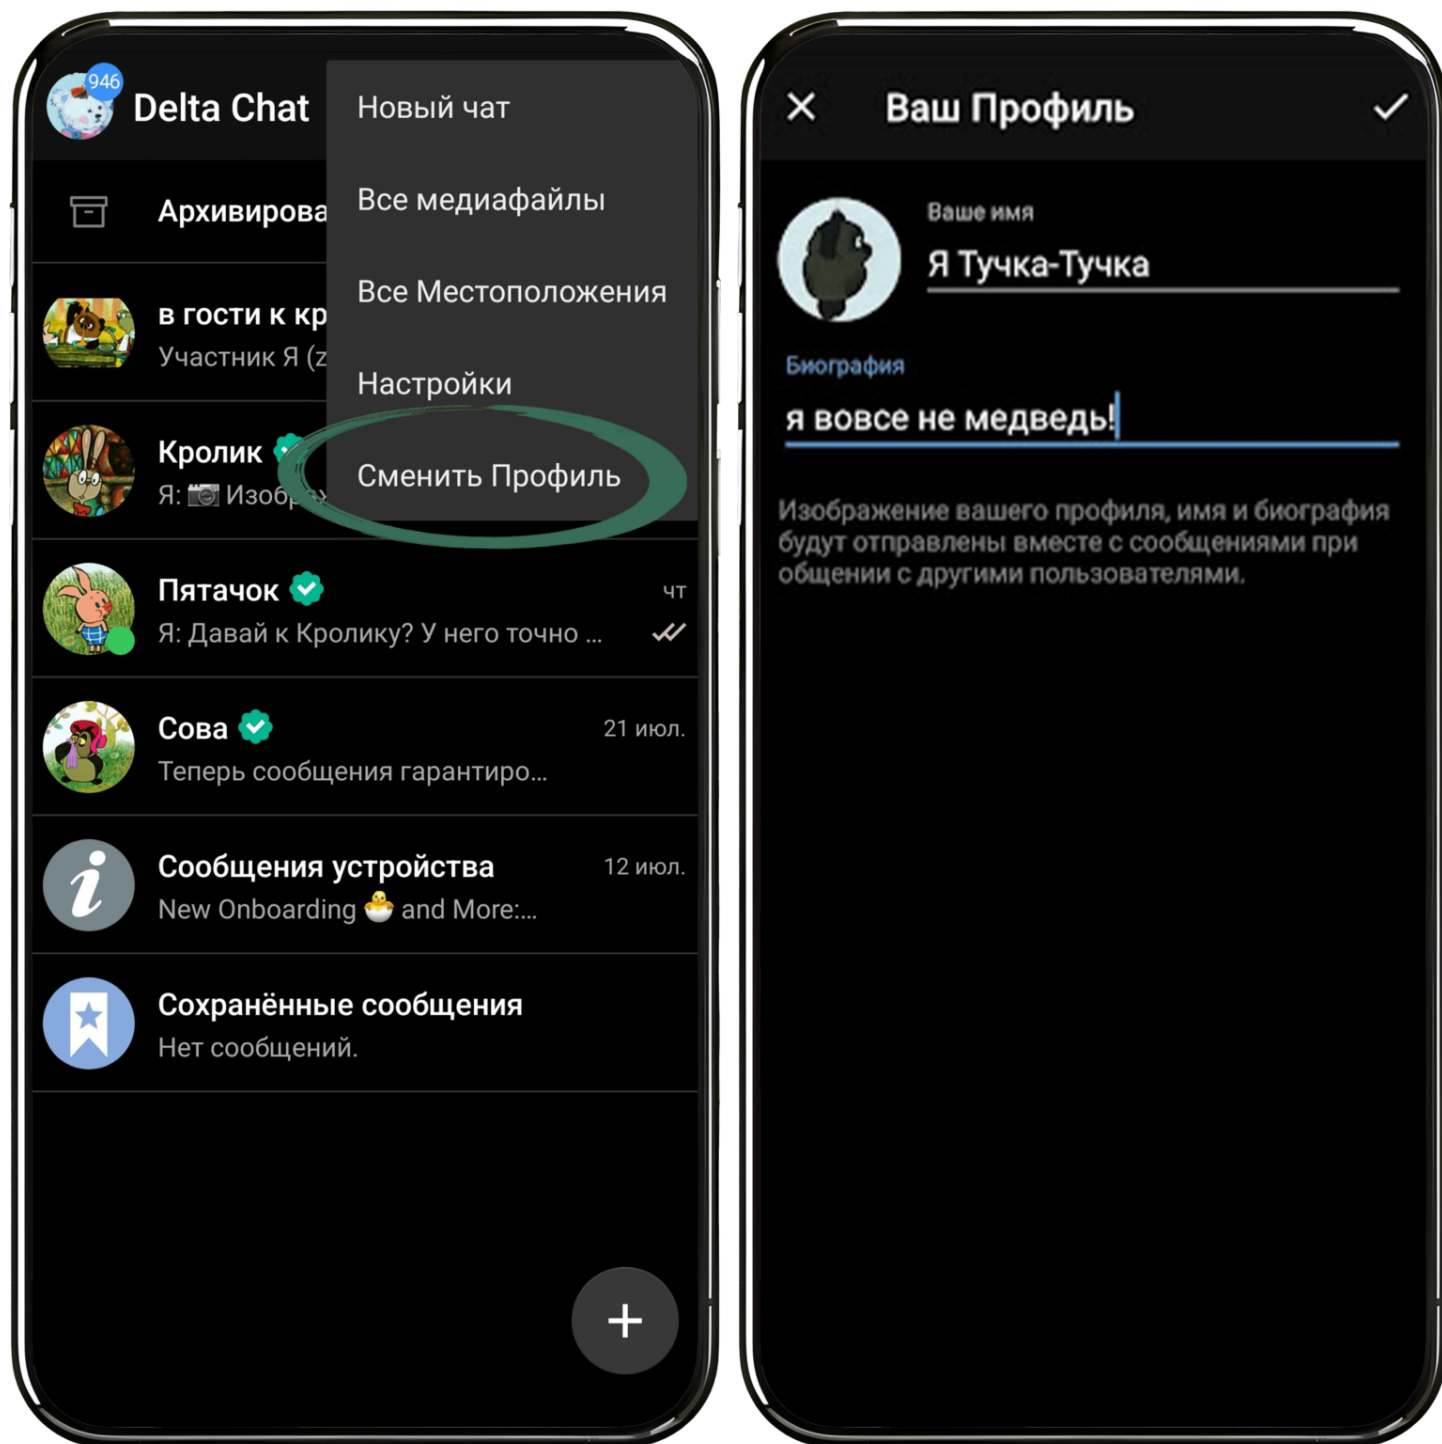 946
Delta Chat
Новый чат
Все медиафайлы
Все Местоположения
Настройки
Сменить Профиль
в гости к
Участник Я
Кролик
Я:
Пятачок
чт
Я: Давай к Кролику? У него точно ...
Сова
21 июл.
Теперь сообщения гарантиро...
Сообщения устройства
12 июл.
New Onboarding 🐣 and More:...
Сохранённые сообщения
Нет сообщений.
Ваш Профиль
Ваше имя
Я Тучка-Тучка
Биография
я вовсе не медведь!
Изображение вашего профиля, имя и биография
будут отправлены вместе с сообщениями при
общении с другими пользователями.